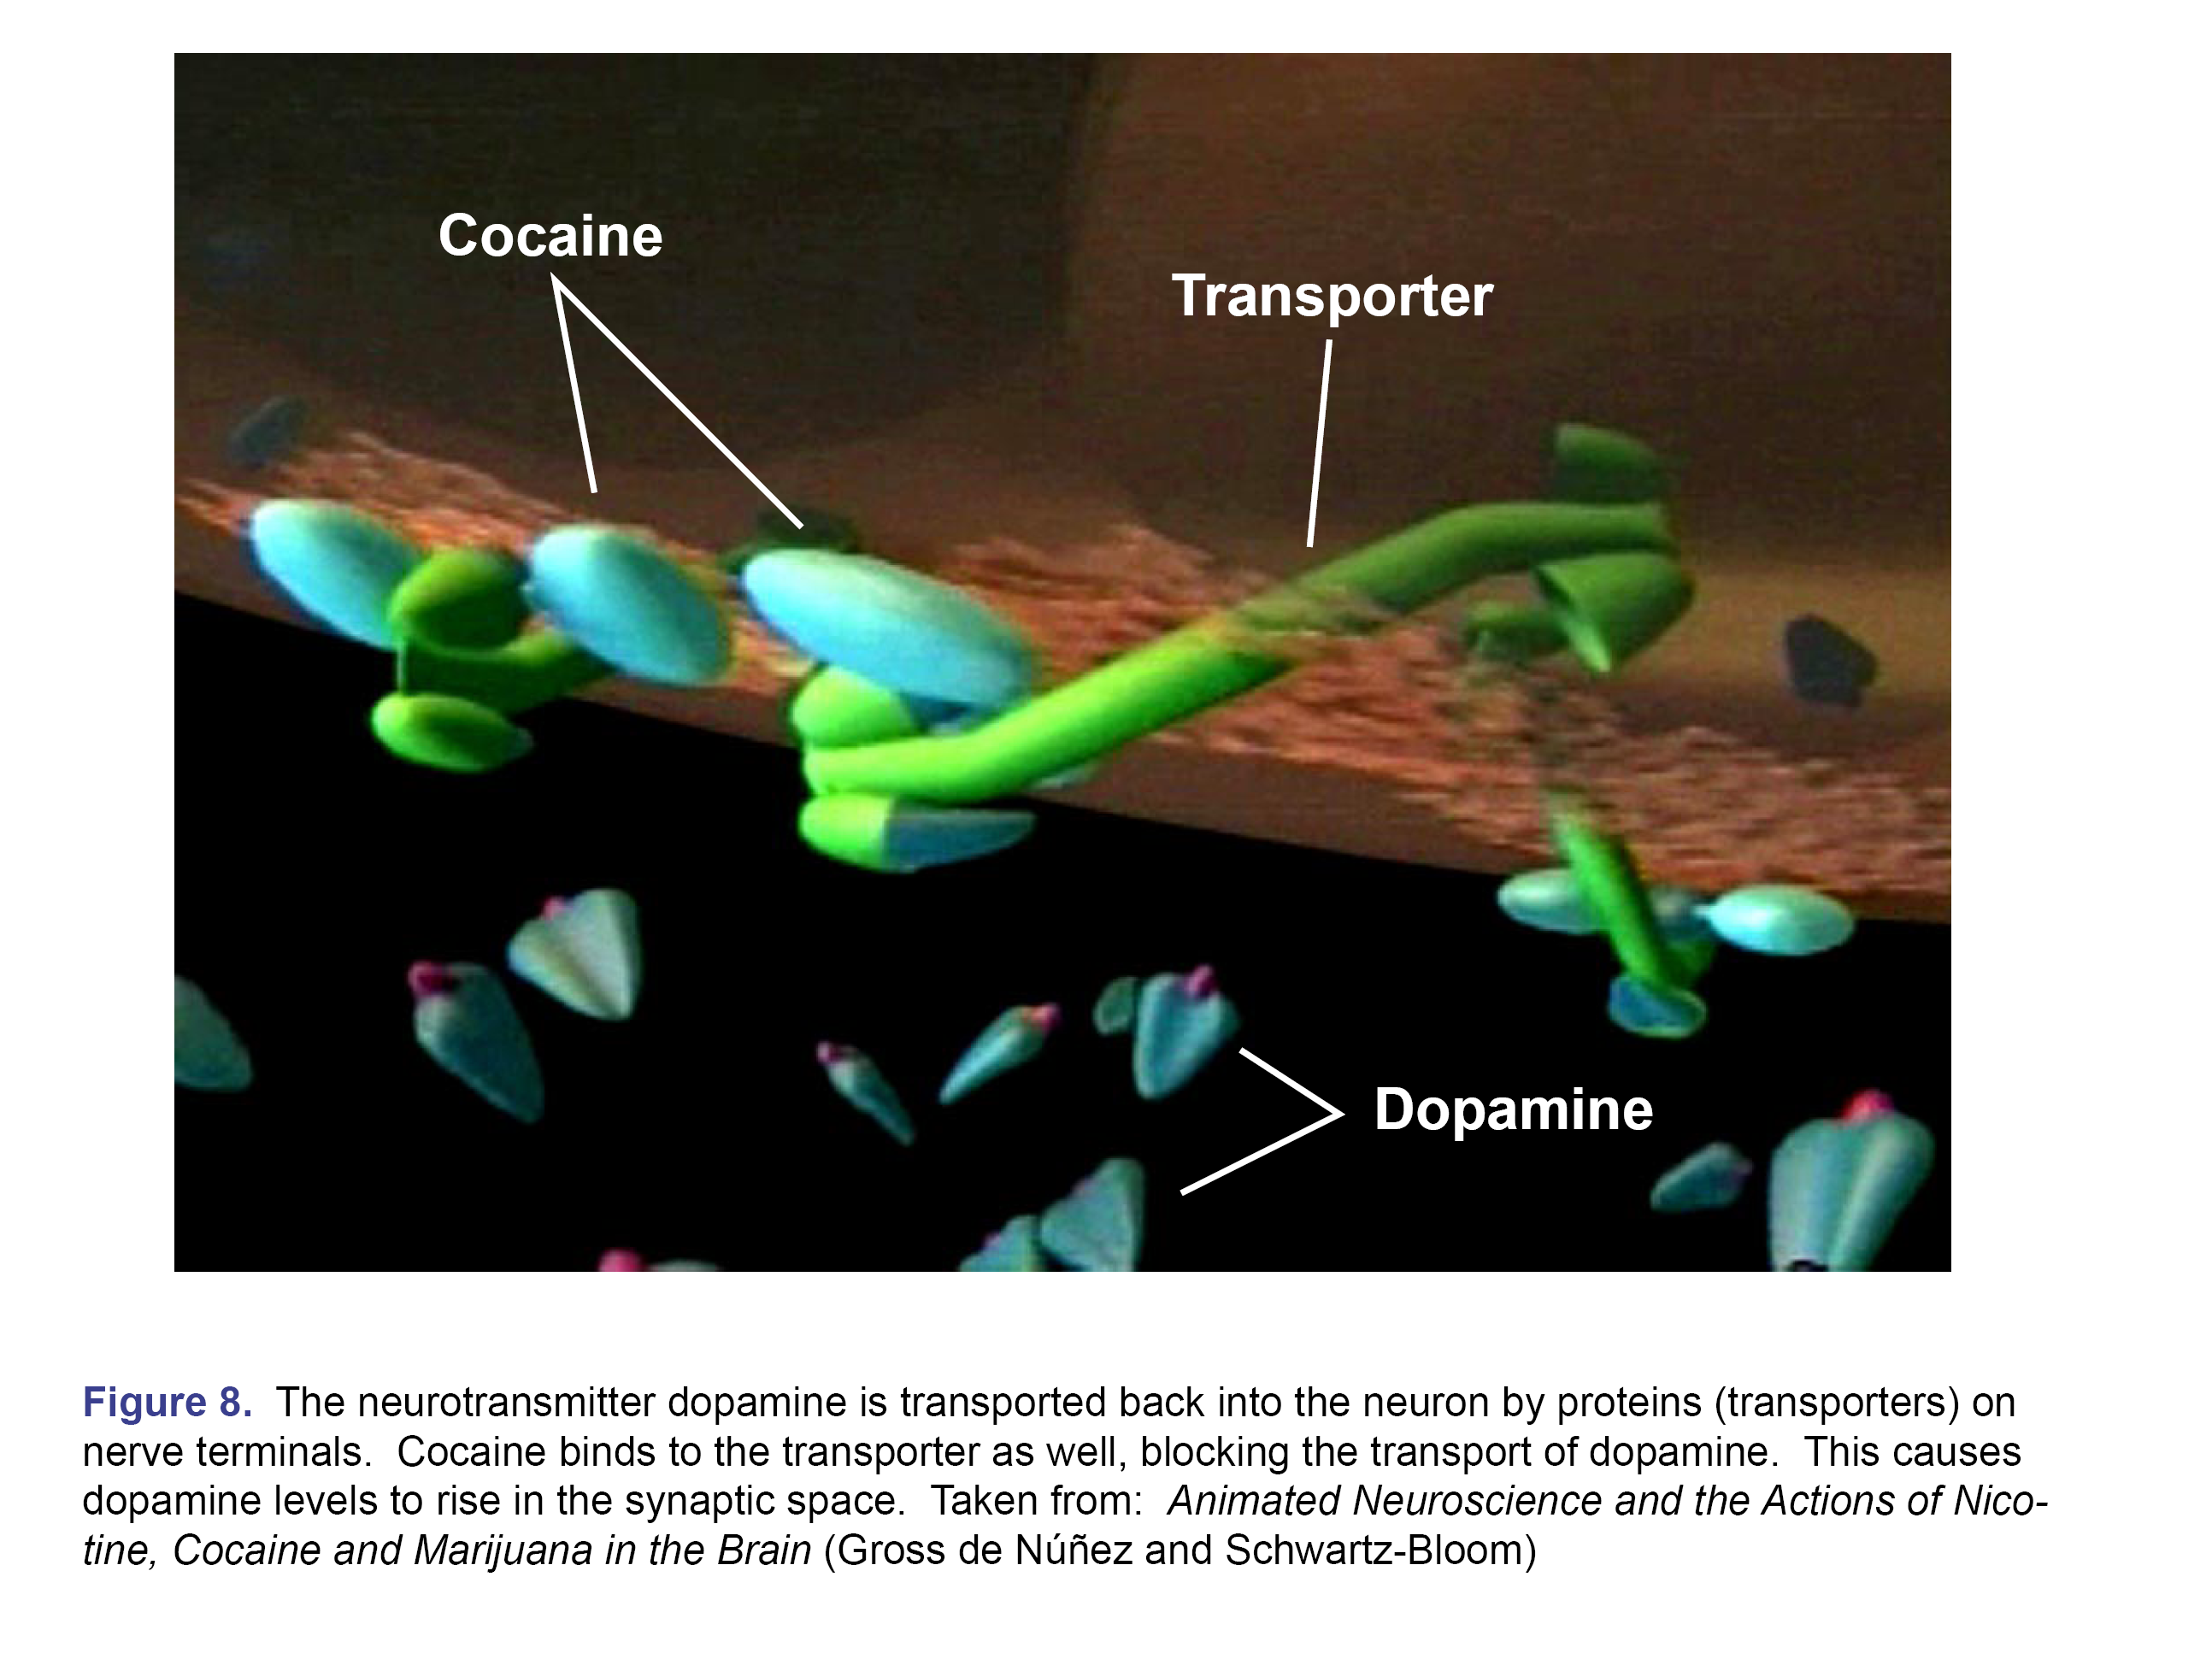 Cocaine
Transporter
Dopamine
Figure 8.  The neurotransmitter dopamine is transported back into the neuron by proteins (transporters) on
nerve terminals.  Cocaine binds to the transporter as well, blocking the transport of dopamine.  This causes
dopamine levels to rise in the synaptic space.  Taken from:  Animated Neuroscience and the Actions of Nico-
tine, Cocaine and Marijuana in the Brain (Gross de Núñez and Schwartz-Bloom)